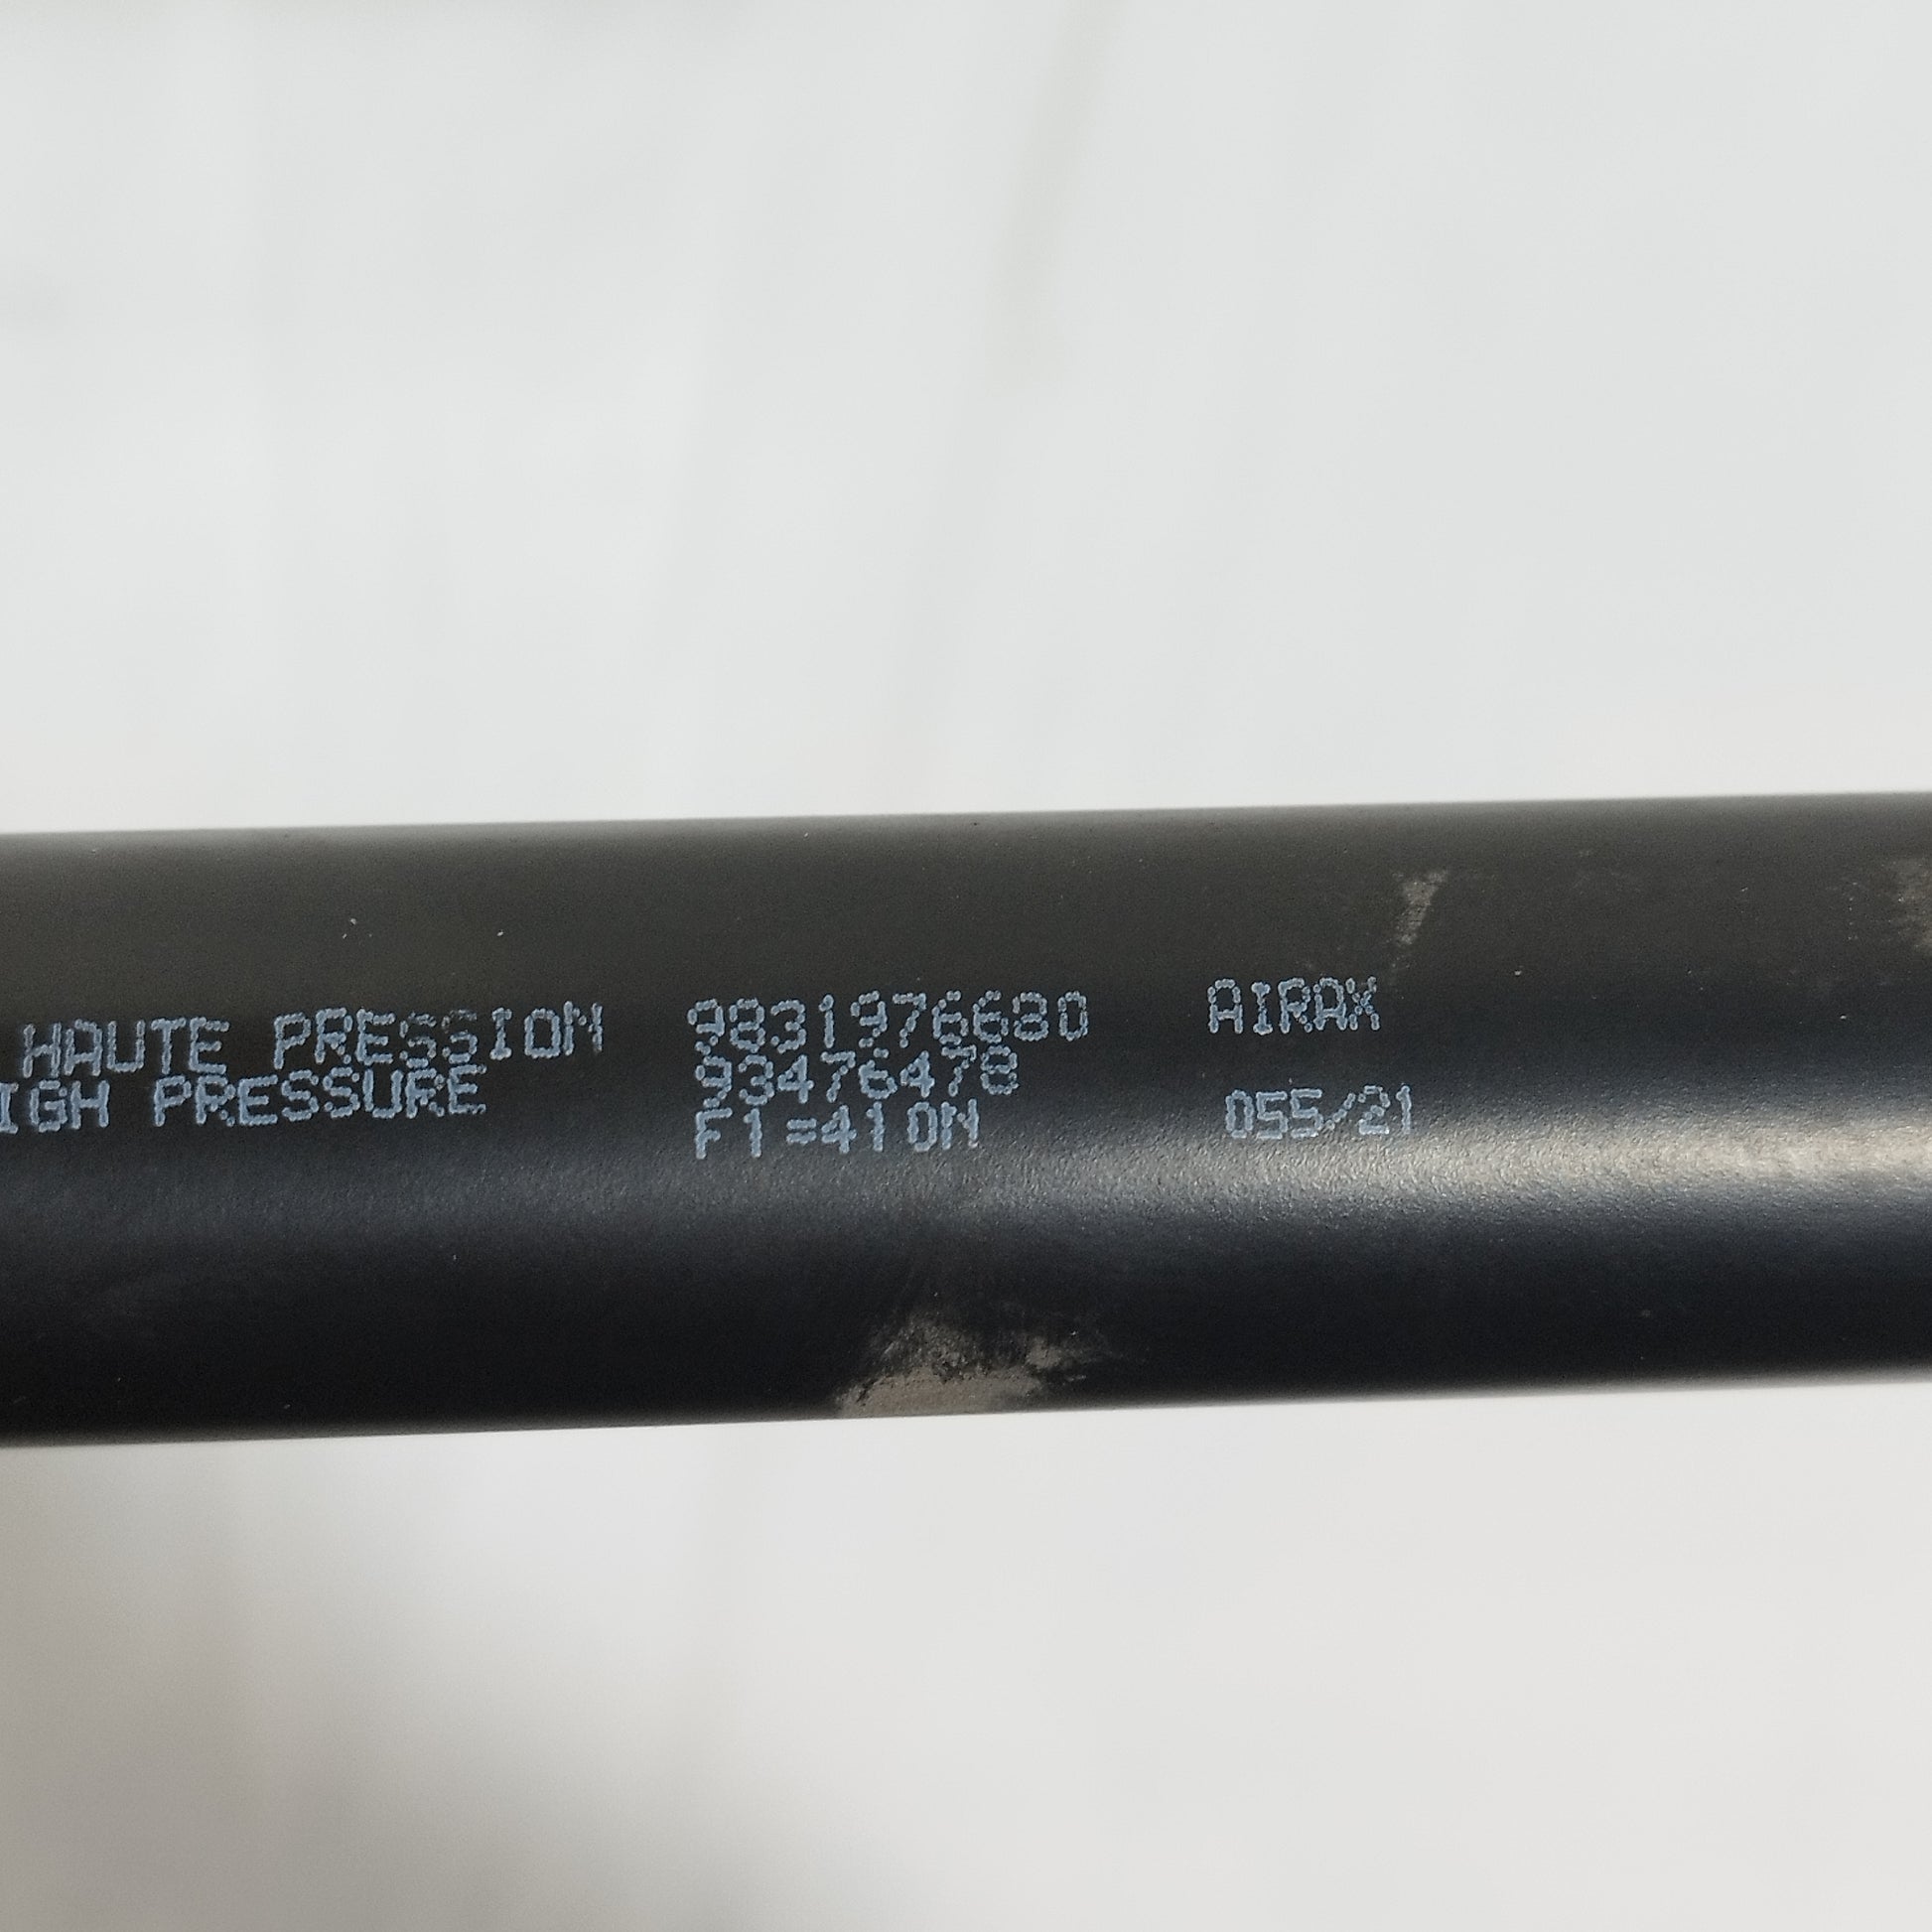 HAUTE PRESSION 9831976680 AIRAX
IGH PRESSURE 93476478
F1=410N 055/21